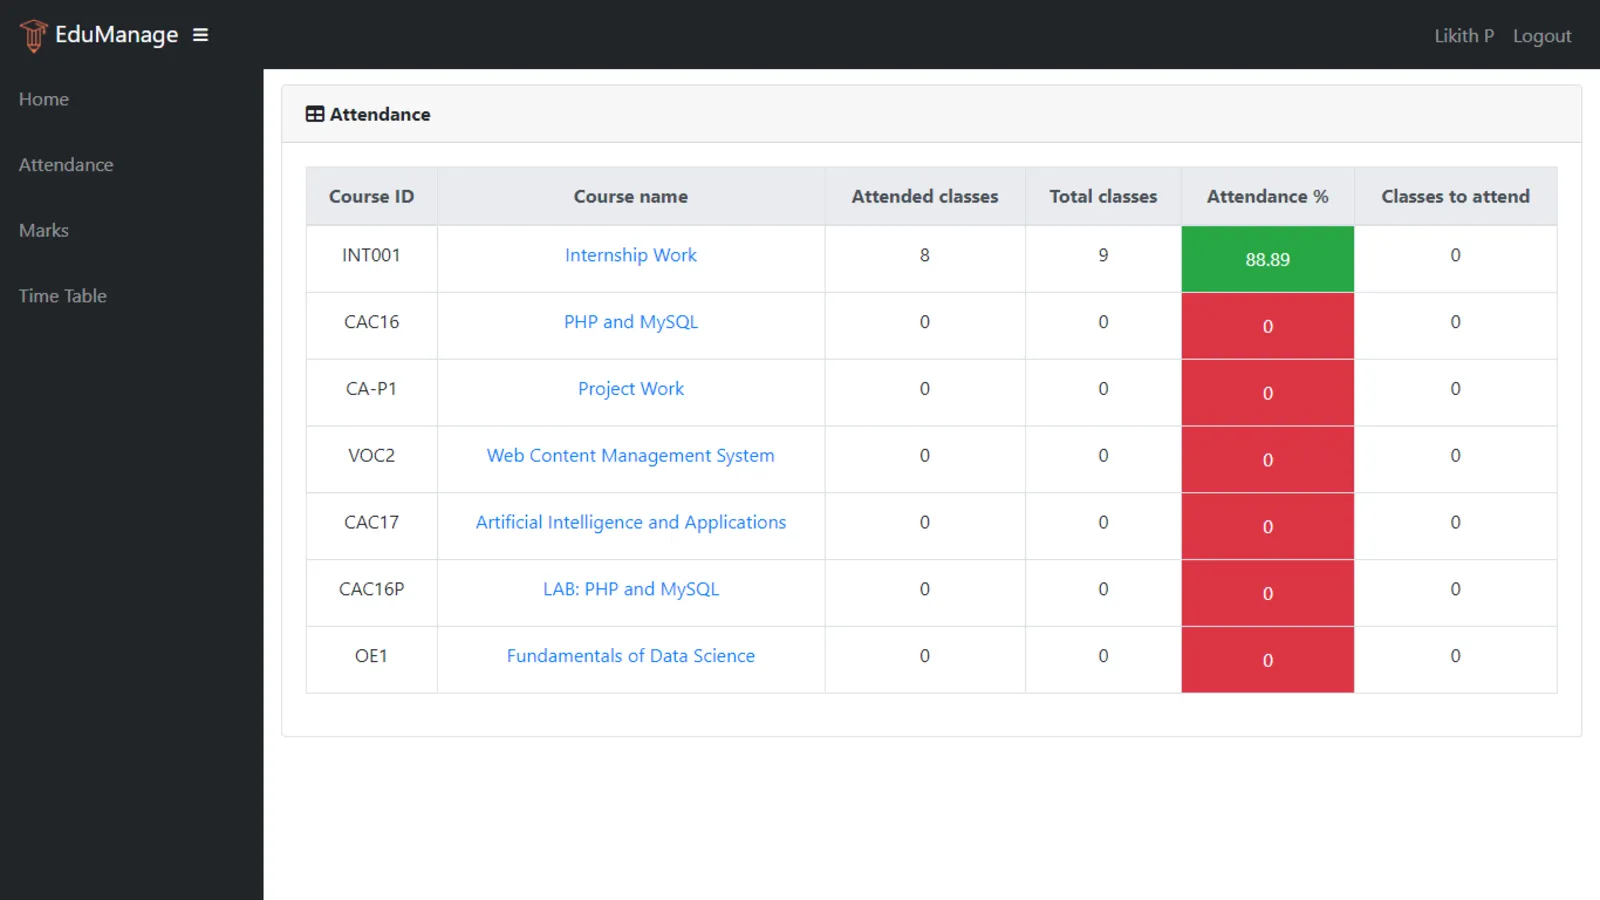 EduManage
Likith P Logout
Home
Attendance
Marks
Time Table
Attendance
Course ID Course name Attended classes Total classes Attendance % Classes to attend
INT001 Internship Work 8 9 88.89 0
CAC16 PHP and MySQL 0 0 0 0
CA-P1 Project Work 0 0 0 0
VOC2 Web Content Management System 0 0 0 0
CAC17 Artificial Intelligence and Applications 0 0 0 0
CAC16P LAB: PHP and MySQL 0 0 0 0
OE1 Fundamentals of Data Science 0 0 0 0